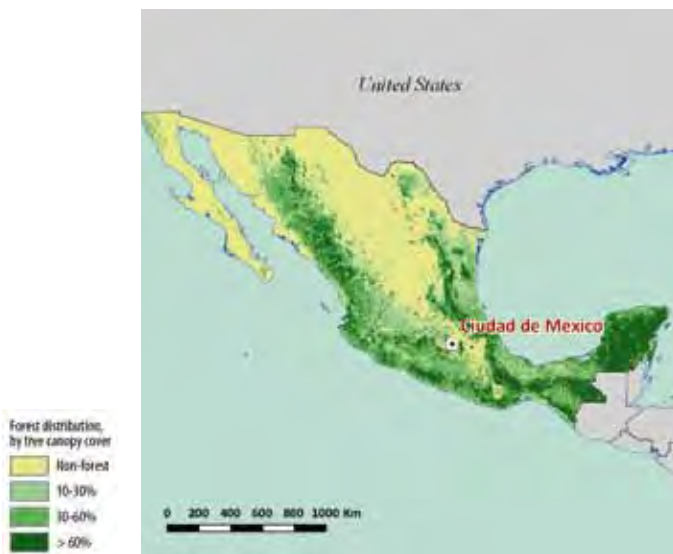 United States
Ciudad de Mexico
Forest distribution,
by tree canopy cover
Non-forest
10-30%
30-60%
> 60%
0 200 400 600 800 1000 Km